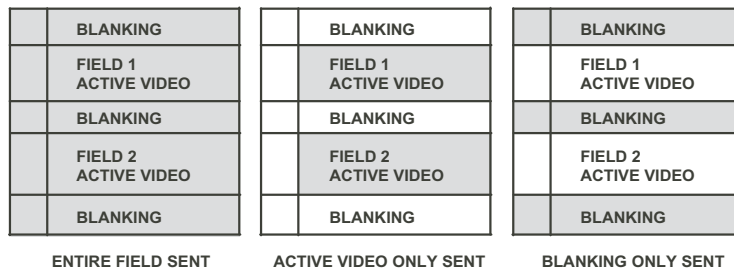 BLANKING
FIELD 1
ACTIVE VIDEO
BLANKING
FIELD 2
ACTIVE VIDEO
BLANKING
ENTIRE FIELD SENT
BLANKING
FIELD 1
ACTIVE VIDEO
BLANKING
FIELD 2
ACTIVE VIDEO
BLANKING
ACTIVE VIDEO ONLY SENT
BLANKING
FIELD 1
ACTIVE VIDEO
BLANKING
FIELD 2
ACTIVE VIDEO
BLANKING
BLANKING ONLY SENT